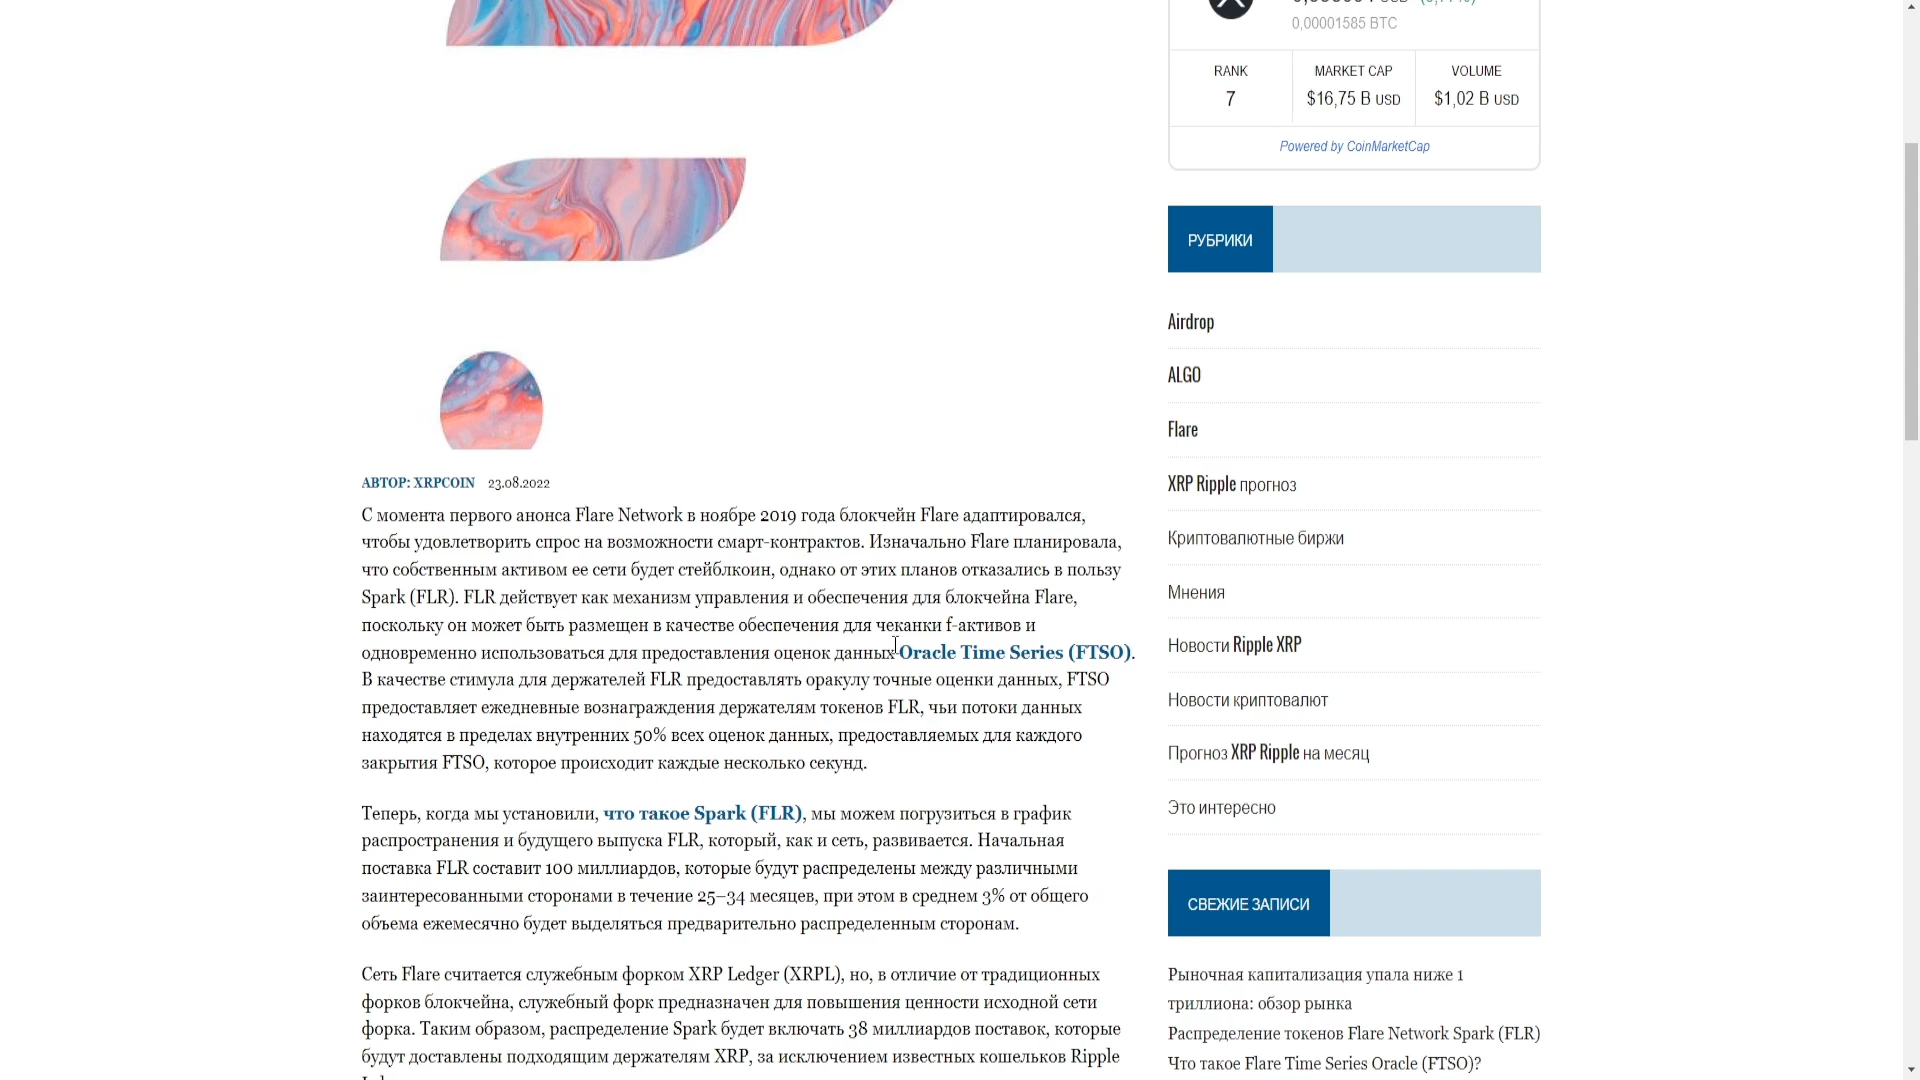 0,00001585 BTC
RANK
7
MARKET CAP
$16,75 B USD
VOLUME
$1,02 B USD
Powered by CoinMarketCap
РУБРИКИ
Airdrop
ALGO
Flare
XRP Ripple прогноз
Криптовалютные биржи
Мнения
Новости Ripple XRP
Новости криптовалют
Прогноз XRP Ripple на месяц
Это интересно
СВЕЖИЕ ЗАПИСИ
Рыночная капитализация упала ниже 1
триллиона: обзор рынка
Распределение токенов Flare Network Spark (FLR)
Что такое Flare Time Series Oracle (FTSO)?
АВТОР: XRPCOIN 23.08.2022
С момента первого анонса Flare Network в ноябре 2019 года блокчейн Flare адаптировался,
чтобы удовлетворить спрос на возможности смарт-контрактов. Изначально Flare планировала,
что собственным активом ее сети будет стейблкоин, однако от этих планов отказались в пользу
Spark (FLR). FLR действует как механизм управления и обеспечения для блокчейна Flare,
поскольку он может быть размещен в качестве обеспечения для чеканки f-активов и
одновременно использоваться для предоставления оценок данных Oracle Time Series (FTSO).
В качестве стимула для держателей FLR предоставлять оракулу точные оценки данных, FTSO
предоставляет ежедневные вознаграждения держателям токенов FLR, чьи потоки данных
находятся в пределах внутренних 50% всех оценок данных, предоставляемых для каждого
закрытия FTSO, которое происходит каждые несколько секунд.
Теперь, когда мы установили, что такое Spark (FLR), мы можем погрузиться в график
распространения и будущего выпуска FLR, который, как и сеть, развивается. Начальная
поставка FLR составит 100 миллиардов, которые будут распределены между различными
заинтересованными сторонами в течение 25–34 месяцев, при этом в среднем 3% от общего
объема ежемесячно будет выделяться предварительно распределенным сторонам.
Сеть Flare считается служебным форком XRP Ledger (XRPL), но, в отличие от традиционных
форков блокчейна, служебный форк предназначен для повышения ценности исходной сети
форка. Таким образом, распределение Spark будет включать 38 миллиардов поставок, которые
будут доставлены подходящим держателям XRP, за исключением известных кошельков Ripple